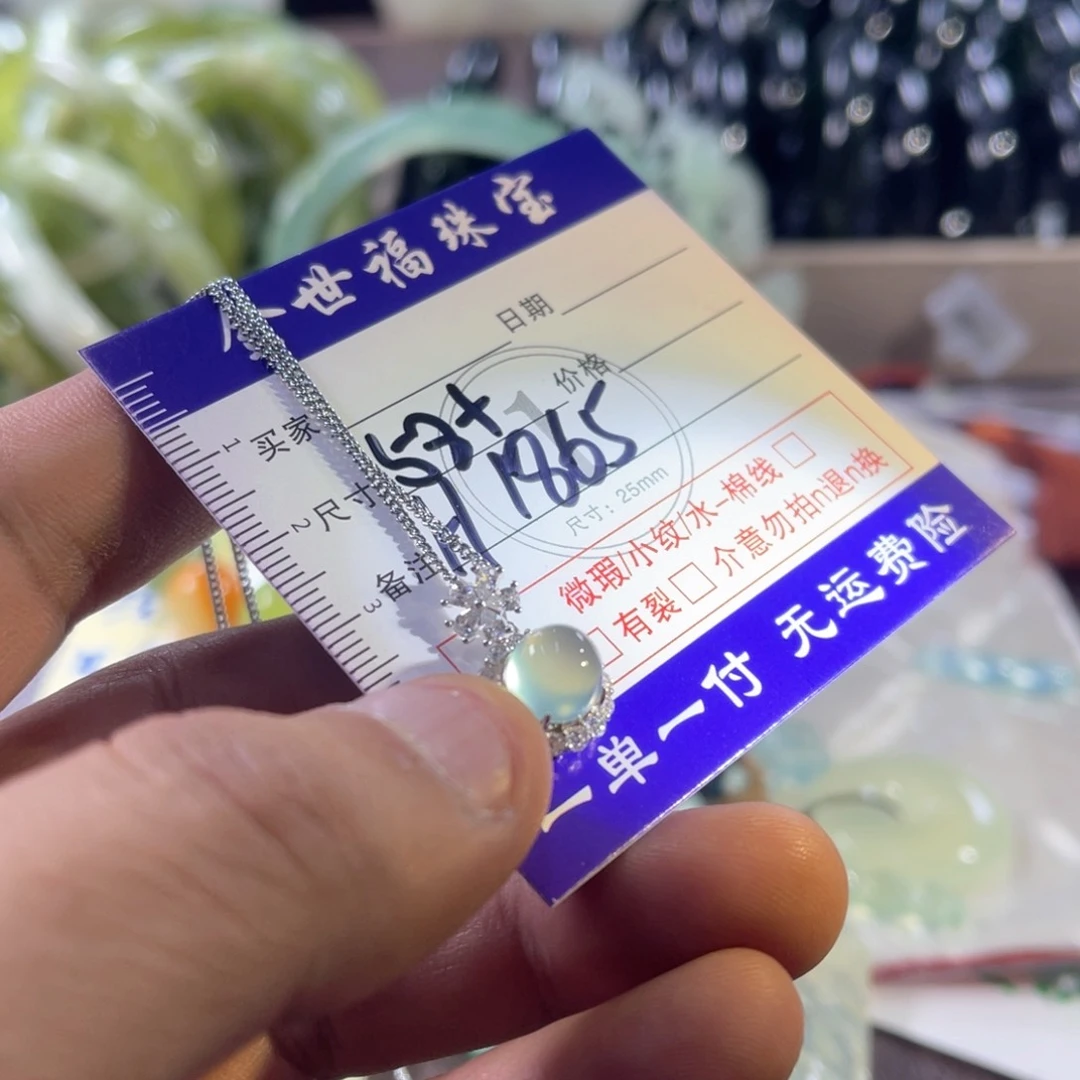 世福珠宝
日期
买家
价格
尺寸
1865
备注
1
2
3
尺寸：25mm
微瑕/小纹/水-棉线
有裂 介意勿拍n退n换
一单一付 无运费险